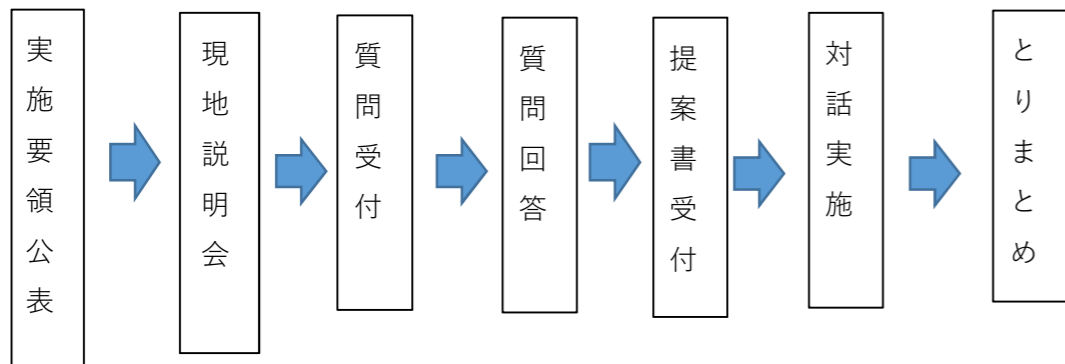 実施要領公表
現地説明会
質問受付
質問回答
提案書受付
対話実施
とりまとめ